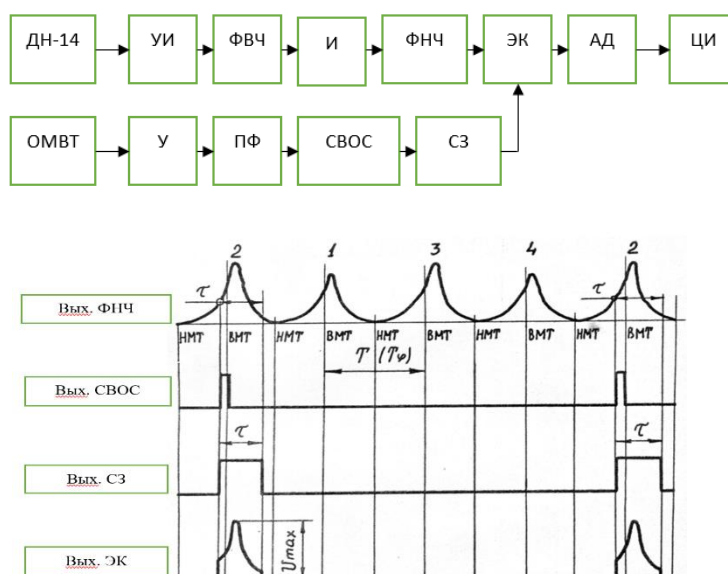 ДН-14 УИ ФВЧ И ФНЧ ЭК АД ЦИ
ОМВТ У ПФ СВОС СЗ
2 1 3 4 2
τ τ
Вых. ФНЧ
НМТ ВМТ НМТ ВМТ НМТ ВМТ НМТ ВМТ НМТ ВМТ
T (Tφ)
Вых. СВОС
τ τ
Вых. СЗ
Вых. ЭК
Umax